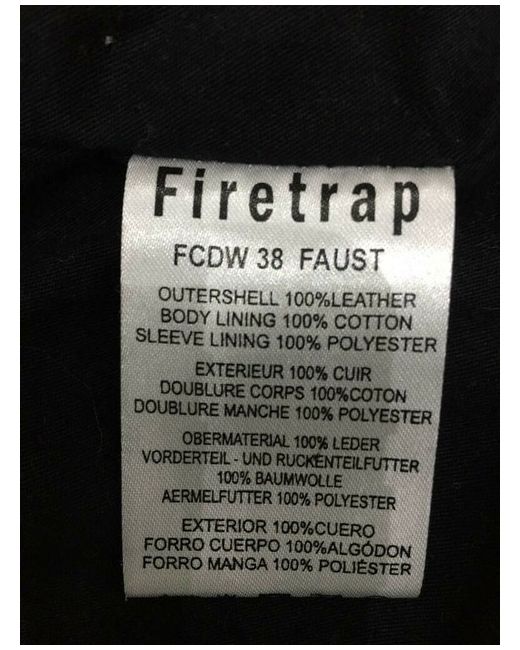 Firetrap
FCDW 38 FAUST
OUTERSHELL 100%LEATHER
BODY LINING 100% COTTON
SLEEVE LINING 100% POLYESTER
EXTERIEUR 100% CUIR
DOUBLURE CORPS 100%COTON
DOUBLURE MANCHE 100% POLYESTER
OBERMATERIAL 100% LEDER
VORDERTEIL - UND RUCKENTEILFUTTER
100% BAUMWOLLE
AERMELFUTTER 100% POLYESTER
EXTERIOR 100%CUERO
FORRO CUERPO 100%ALGÓDON
FORRO MANGA 100% POLIÉSTER